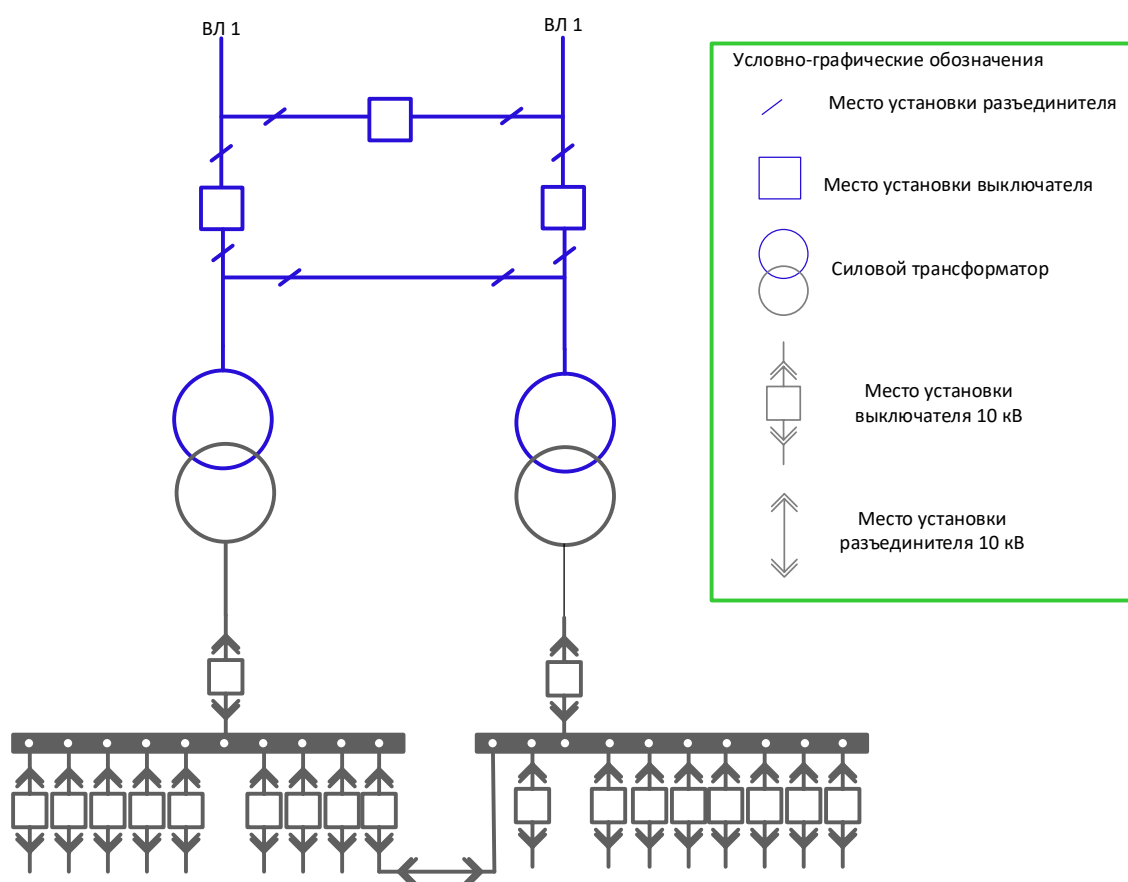 ВЛ 1
ВЛ 1
Условно-графические обозначения
Место установки разъединителя
Место установки выключателя
Силовой трансформатор
Место установки
выключателя 10 кВ
Место установки
разъединителя 10 кВ